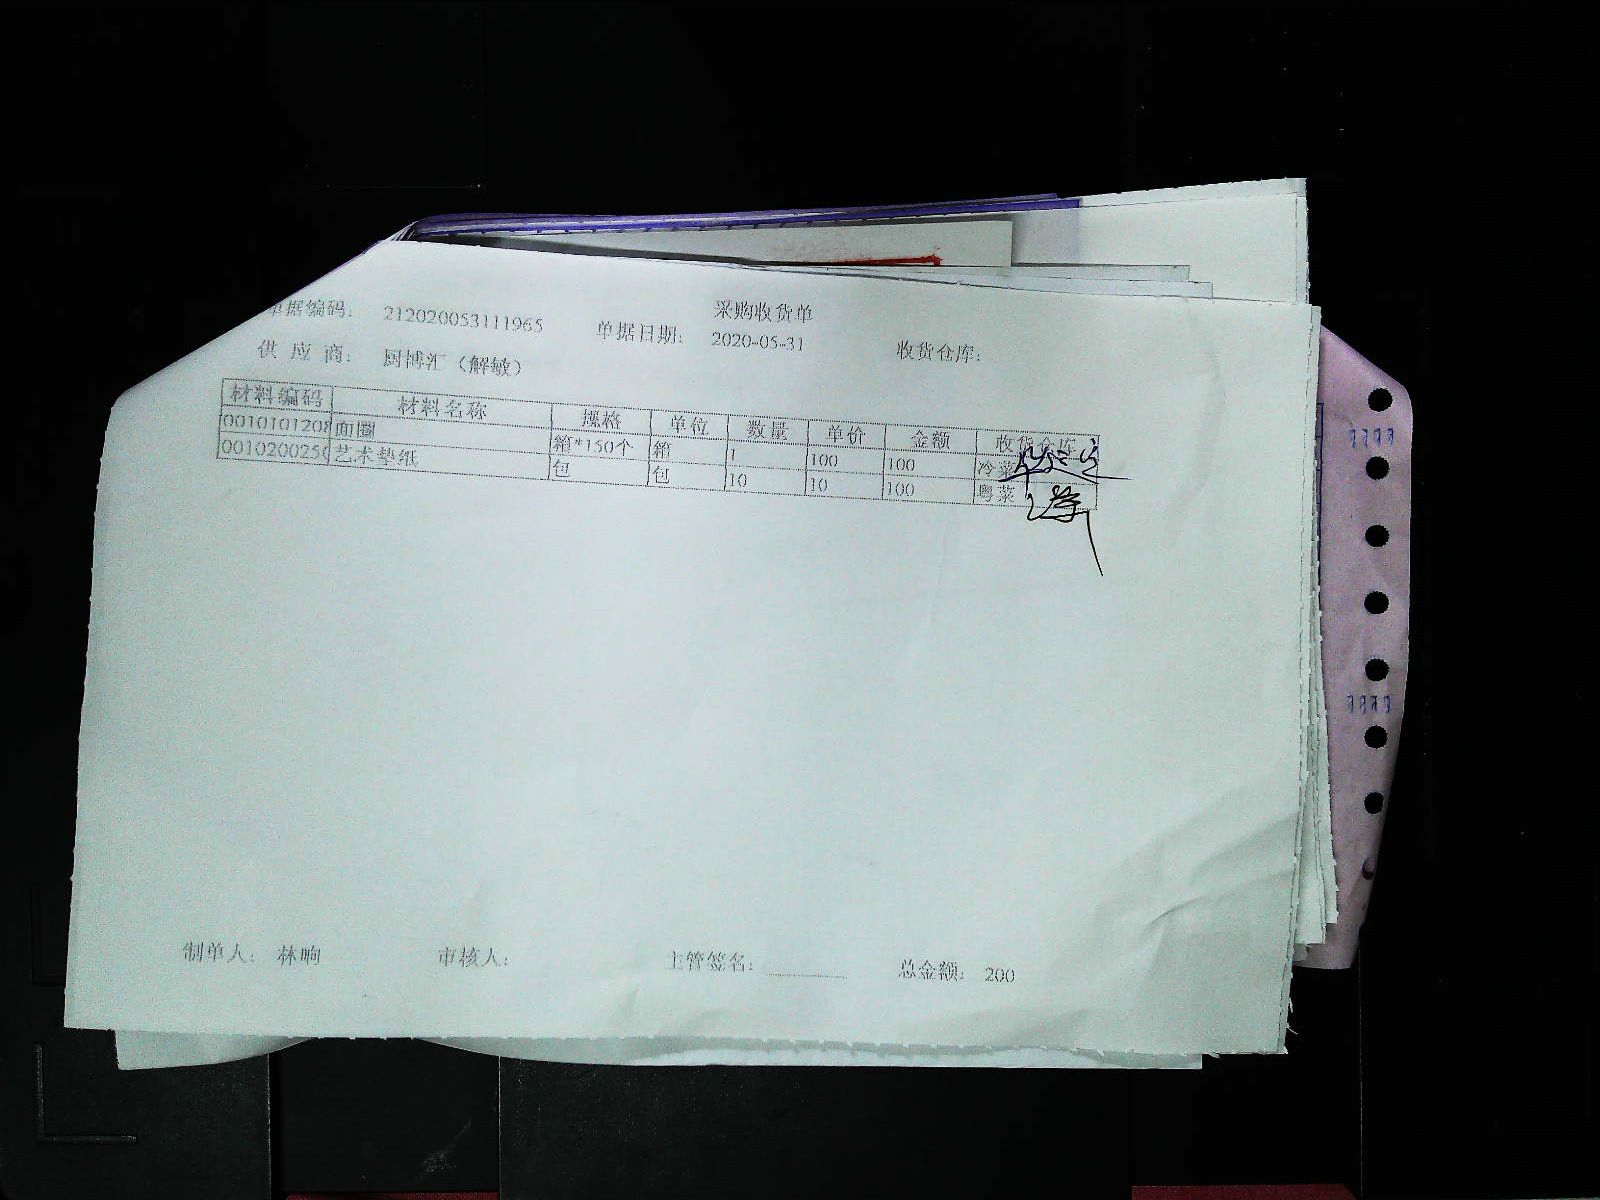 采购收货单
单据编码： 212020053111965 单据日期： 2020-05-31 收货仓库：
供 应 商： 厨博汇（解敏）
材料编码 材料名称 规格 单位 数量 单价 金额 收货仓库
0010101208 面圈 箱*150个 箱 1 100 100 冷菜
001020025 艺术垫纸 包 包 10 10 100 粤菜
制单人： 林晌 审核人： 主管签名： 总金额： 200